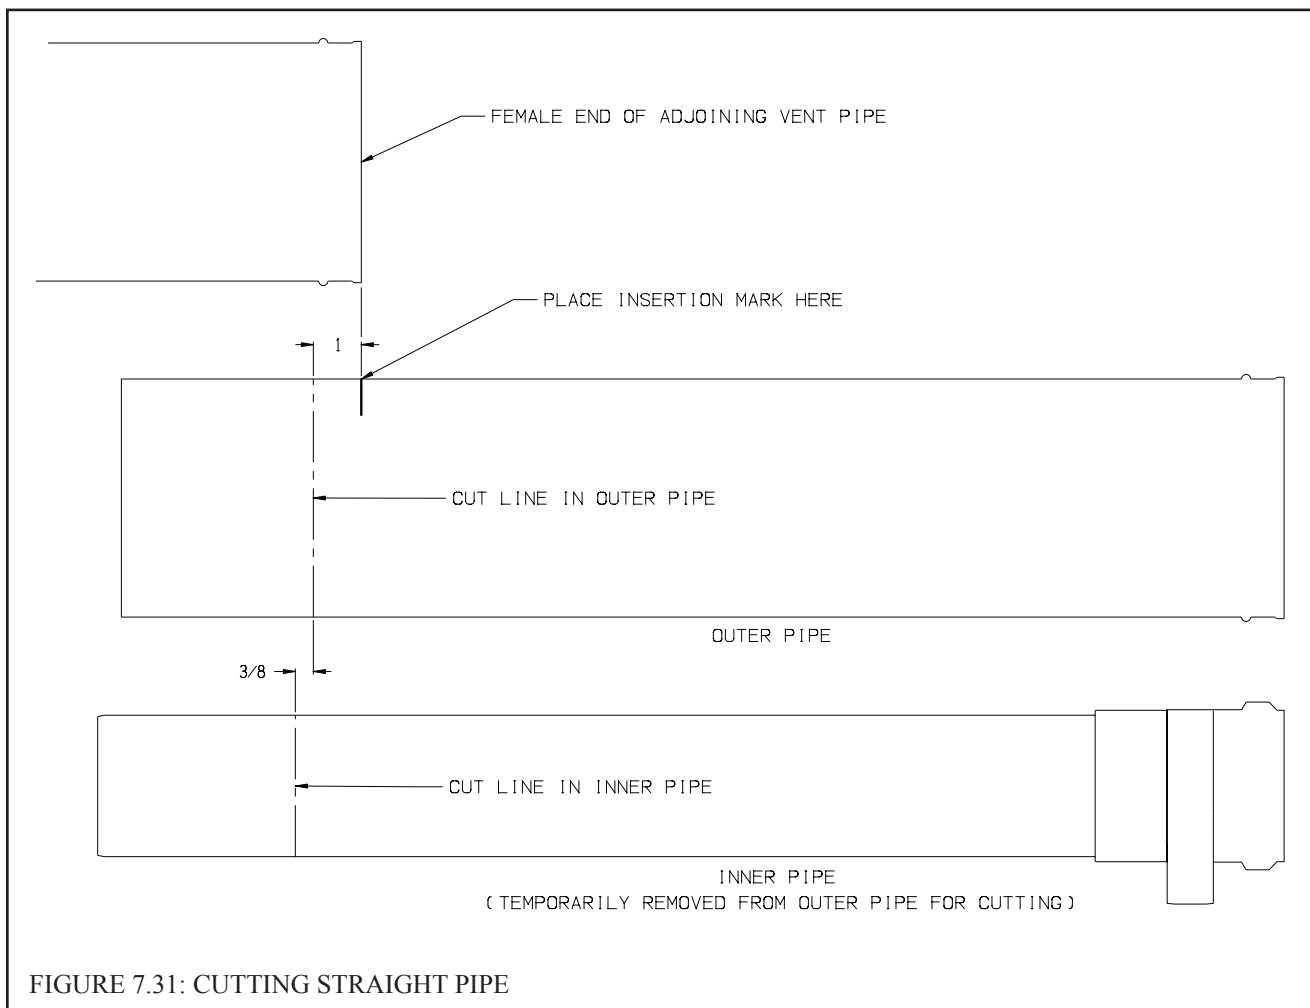 FEMALE END OF ADJOINING VENT PIPE
PLACE INSERTION MARK HERE
1
CUT LINE IN OUTER PIPE
OUTER PIPE
3/8
CUT LINE IN INNER PIPE
INNER PIPE
(TEMPORARILY REMOVED FROM OUTER PIPE FOR CUTTING)
FIGURE 7.31: CUTTING STRAIGHT PIPE